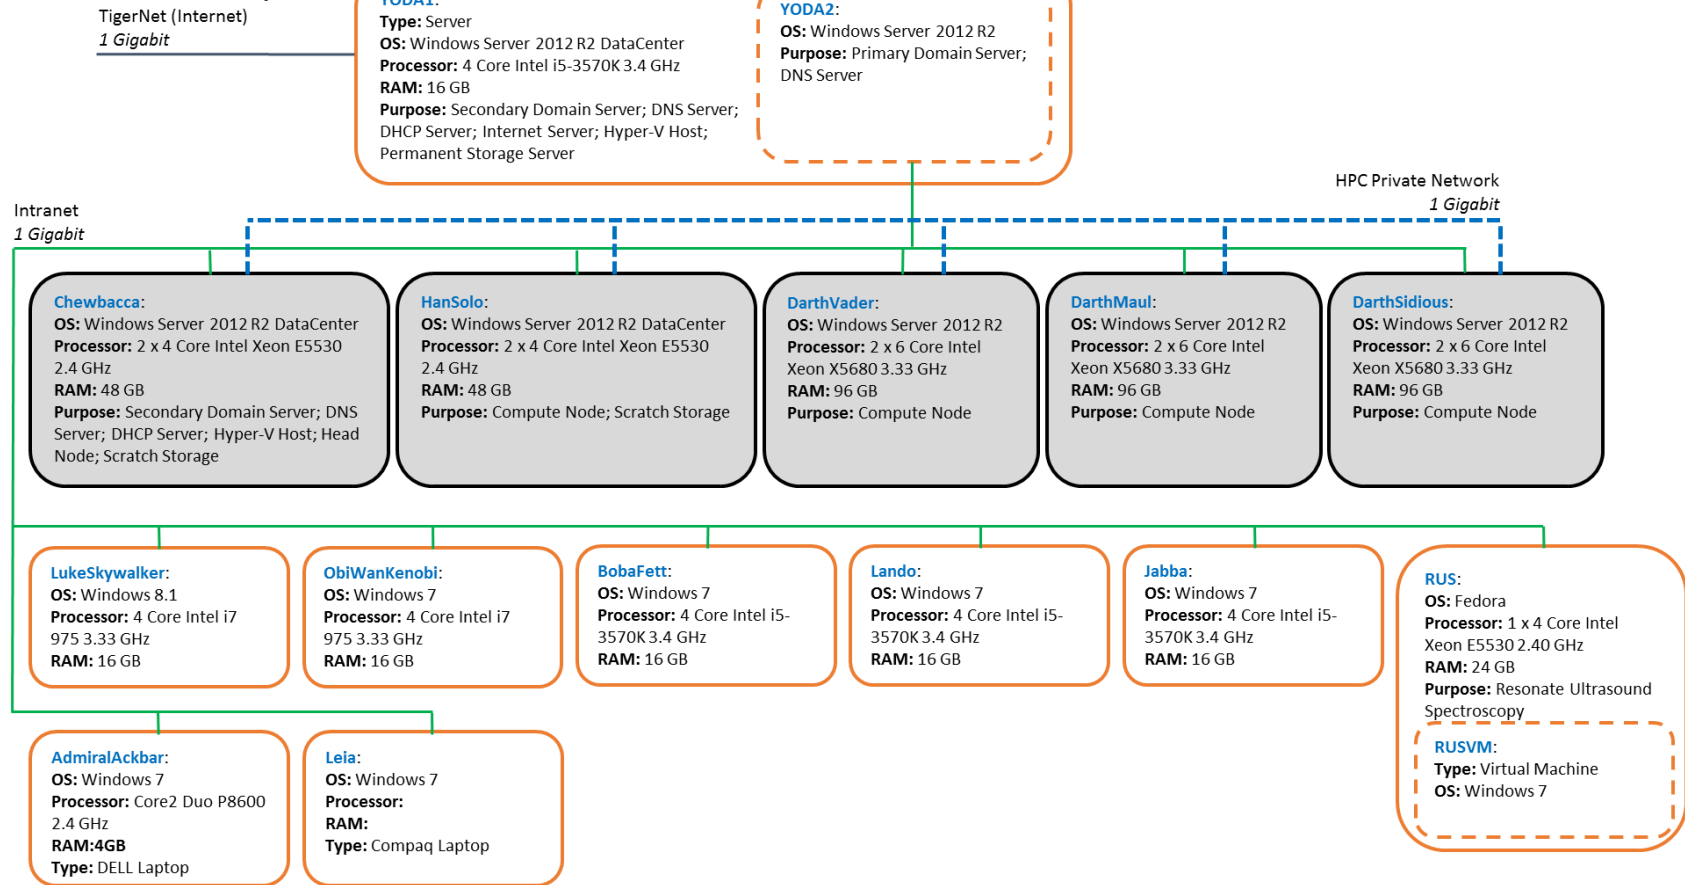 TigerNet (Internet)
1 Gigabit
YODA1:
Type: Server
OS: Windows Server 2012 R2 DataCenter
Processor: 4 Core Intel i5-3570K 3.4 GHz
RAM: 16 GB
Purpose: Secondary Domain Server; DNS Server;
DHCP Server; Internet Server; Hyper-V Host;
Permanent Storage Server
YODA2:
OS: Windows Server 2012 R2
Purpose: Primary Domain Server;
DNS Server
HPC Private Network
1 Gigabit
Intranet
1 Gigabit
Chewbacca:
OS: Windows Server 2012 R2 DataCenter
Processor: 2 x 4 Core Intel Xeon E5530
2.4 GHz
RAM: 48 GB
Purpose: Secondary Domain Server; DNS
Server; DHCP Server; Hyper-V Host; Head
Node; Scratch Storage
HanSolo:
OS: Windows Server 2012 R2 DataCenter
Processor: 2 x 4 Core Intel Xeon E5530
2.4 GHz
RAM: 48 GB
Purpose: Compute Node; Scratch Storage
DarthVader:
OS: Windows Server 2012 R2
Processor: 2 x 6 Core Intel
Xeon X5680 3.33 GHz
RAM: 96 GB
Purpose: Compute Node
DarthMaul:
OS: Windows Server 2012 R2
Processor: 2 x 6 Core Intel
Xeon X5680 3.33 GHz
RAM: 96 GB
Purpose: Compute Node
DarthSidious:
OS: Windows Server 2012 R2
Processor: 2 x 6 Core Intel
Xeon X5680 3.33 GHz
RAM: 96 GB
Purpose: Compute Node
LukeSkywalker:
OS: Windows 8.1
Processor: 4 Core Intel i7
975 3.33 GHz
RAM: 16 GB
ObiWanKenobi:
OS: Windows 7
Processor: 4 Core Intel i7
975 3.33 GHz
RAM: 16 GB
BobaFett:
OS: Windows 7
Processor: 4 Core Intel i5-
3570K 3.4 GHz
RAM: 16 GB
Lando:
OS: Windows 7
Processor: 4 Core Intel i5-
3570K 3.4 GHz
RAM: 16 GB
Jabba:
OS: Windows 7
Processor: 4 Core Intel i5-
3570K 3.4 GHz
RAM: 16 GB
RUS:
OS: Fedora
Processor: 1 x 4 Core Intel
Xeon E5530 2.40 GHz
RAM: 24 GB
Purpose: Resonate Ultrasound
Spectroscopy
RUSVM:
Type: Virtual Machine
OS: Windows 7
AdmiralAckbar:
OS: Windows 7
Processor: Core2 Duo P8600
2.4 GHz
RAM:4GB
Type: DELL Laptop
Leia:
OS: Windows 7
Processor:
RAM:
Type: Compaq Laptop